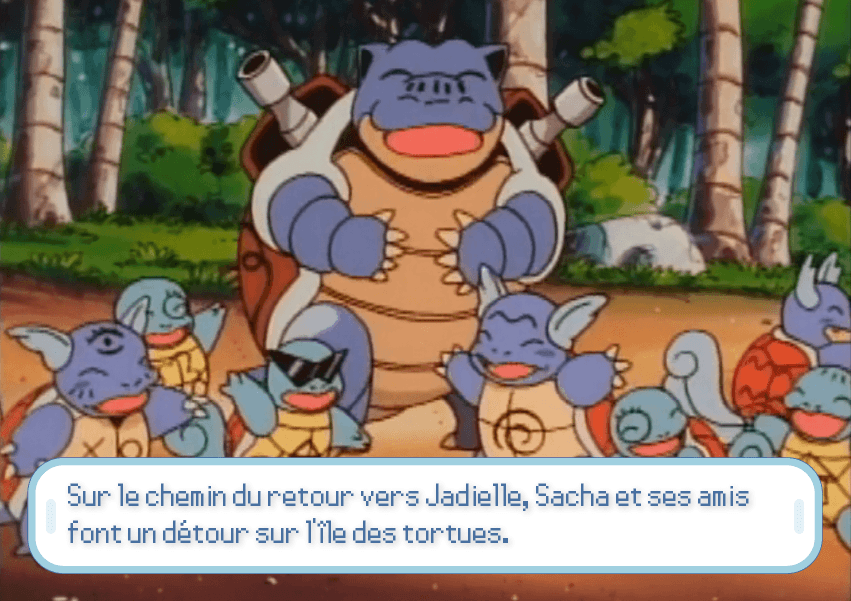 Sur le chemin du retour vers Jadielle, Sacha et ses amis
font un détour sur l'île des tortues.